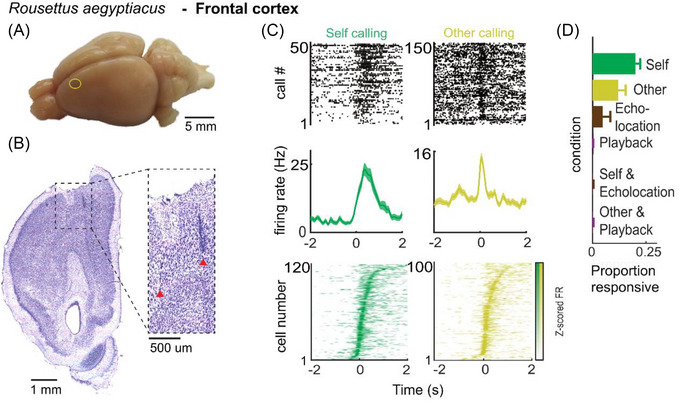 Rousettus aegyptiacus - Frontal cortex
(A)
5 mm
(B)
500 um
1 mm
(C)
Self calling
Other calling
call #
50
1
150
1
firing rate (Hz)
25
0
-2 0 2
16
0
-2 0 2
cell number
120
1
-2 0 2
100
1
-2 0 2
Time (s)
Z-scored FR
(D)
condition
Self
Other
Echo-
location
Playback
Self &
Echolocation
Other &
Playback
0 0.25
Proportion
responsive